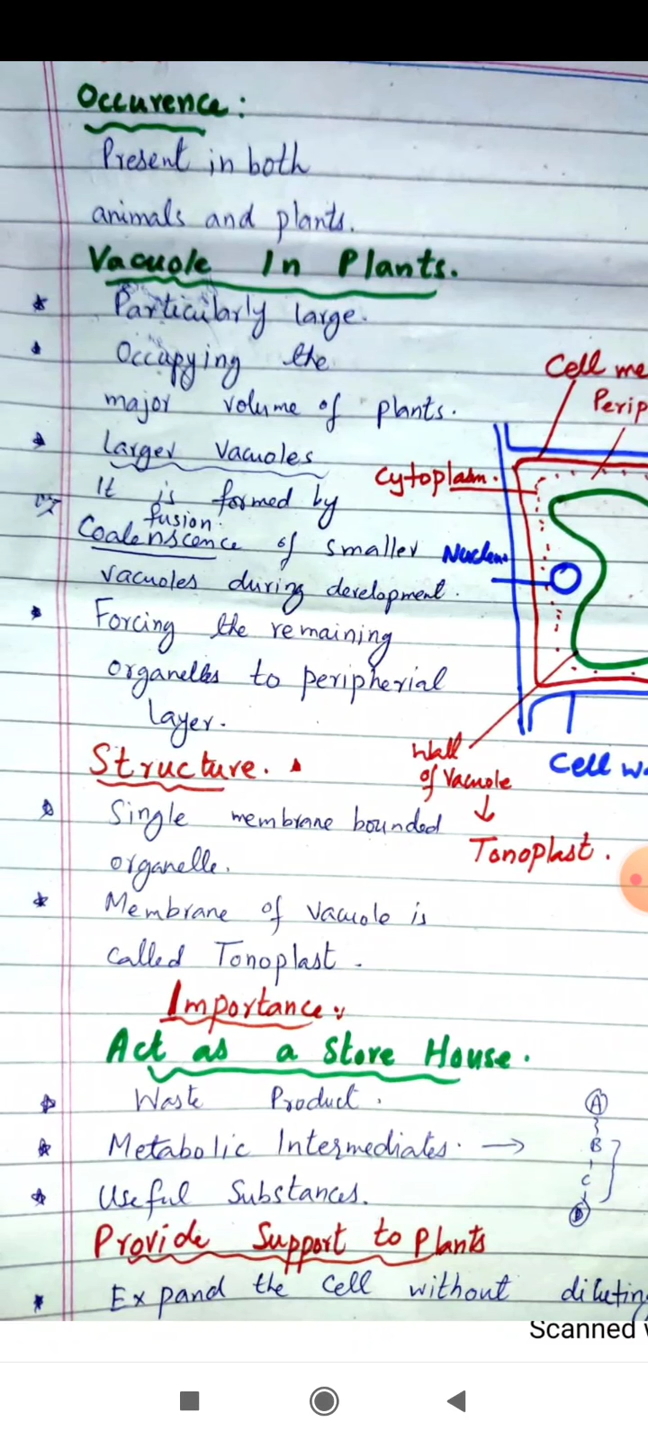 Occurence:
Present in both
animals and plants.
Vacuole In Plants.
Particularly large.
Occupying the
major volume of plants.
Larger Vacuoles
It is formed by
fusion.
Coalenscence of smaller
vacuoles during development.
Forcing the remaining
organelles to peripherial
layer.
Cell me
Perip
Cytoplasm.
Nucleus
Wall
of Vacuole
↓
Tonoplast.
Cell w
Structure.
Single membrane bounded
organelle.
Membrane of vacuole is
called Tonoplast.
Importance:
Act as a Store House.
Waste Product.
Metabolic Intermediates. →
Useful Substances.
A
B
C
D
Provide Support to Plants
Expand the cell without diluting
Scanned